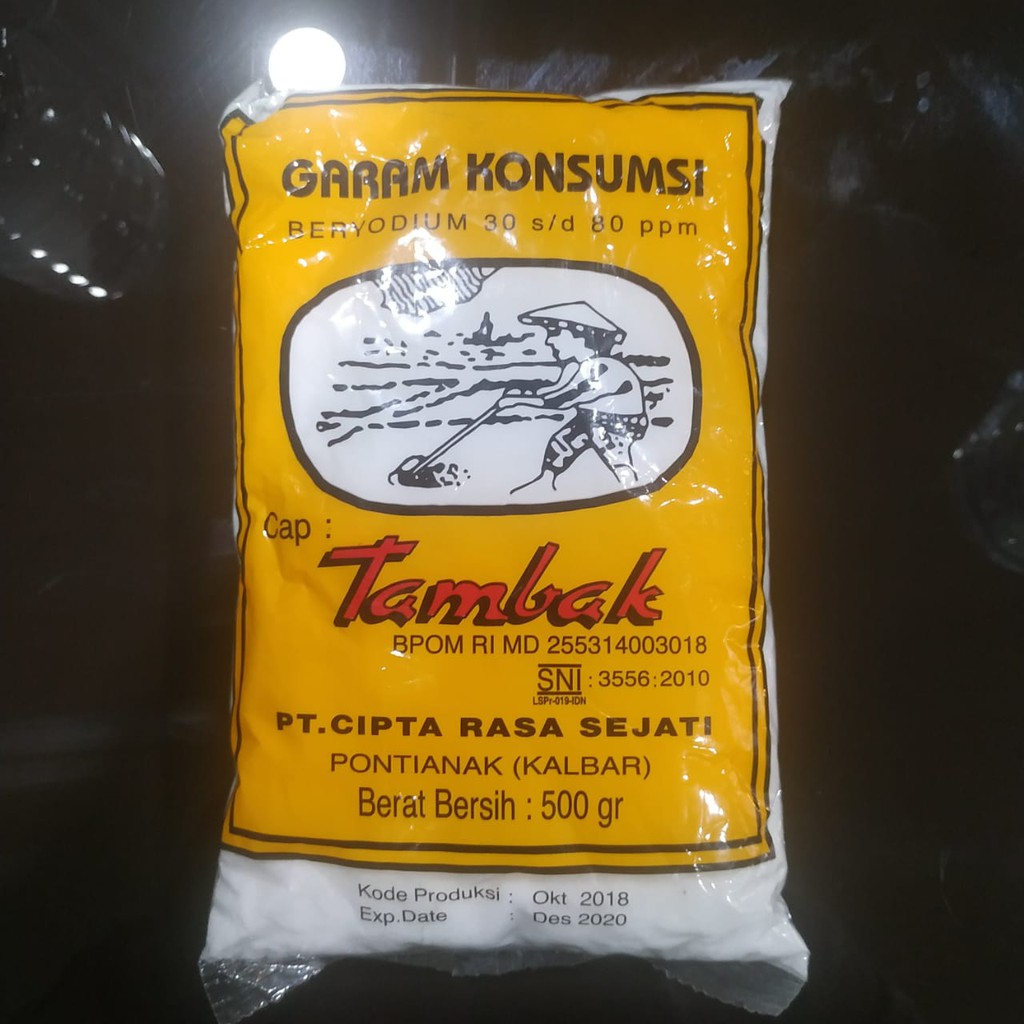 GARAM KONSUMSI
BERYODIUM 30 s/d 80 ppm
Cap :
Tambak
BPOM RI MD 255314003018
SNI : 3556:2010
LSPr-019-IDN
PT.CIPTA RASA SEJATI
PONTIANAK (KALBAR)
Berat Bersih : 500 gr
Kode Produksi : Okt 2018
Exp.Date : Des 2020